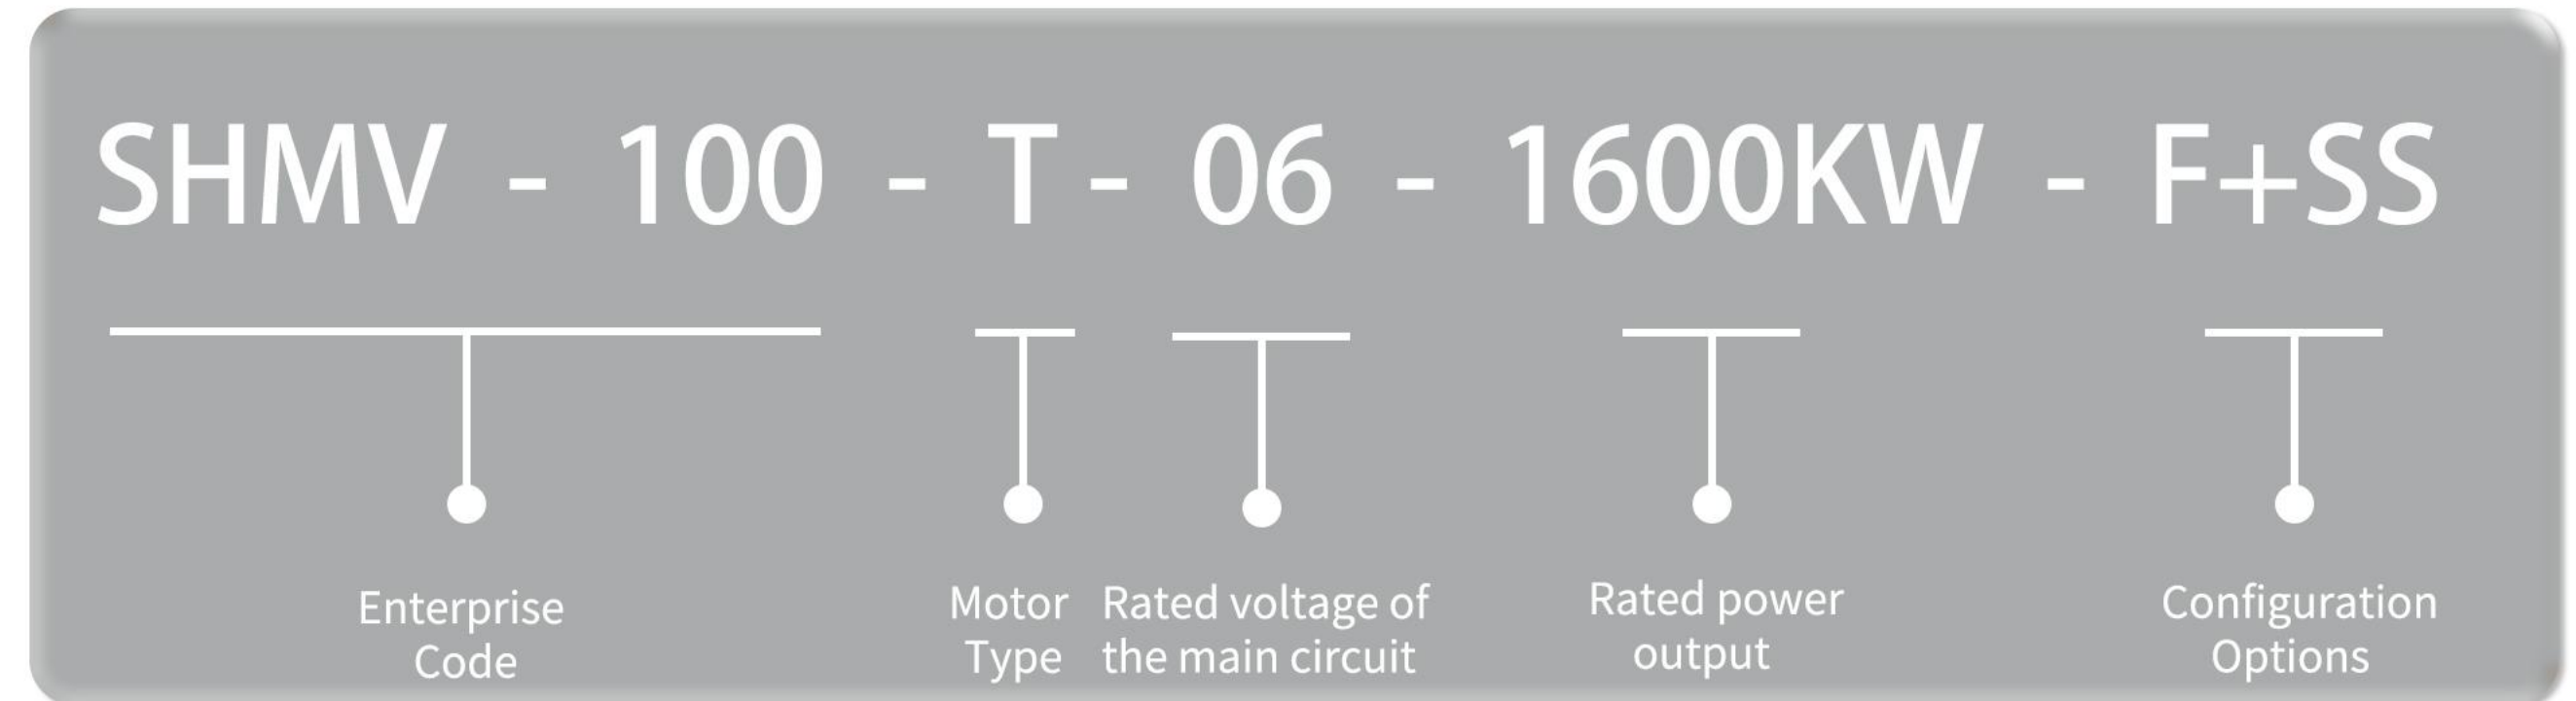 SHMV - 100 - T - 06 - 1600KW - F+SS
Enterprise
Code
Motor
Type
Rated voltage of
the main circuit
Rated power
output
Configuration
Options